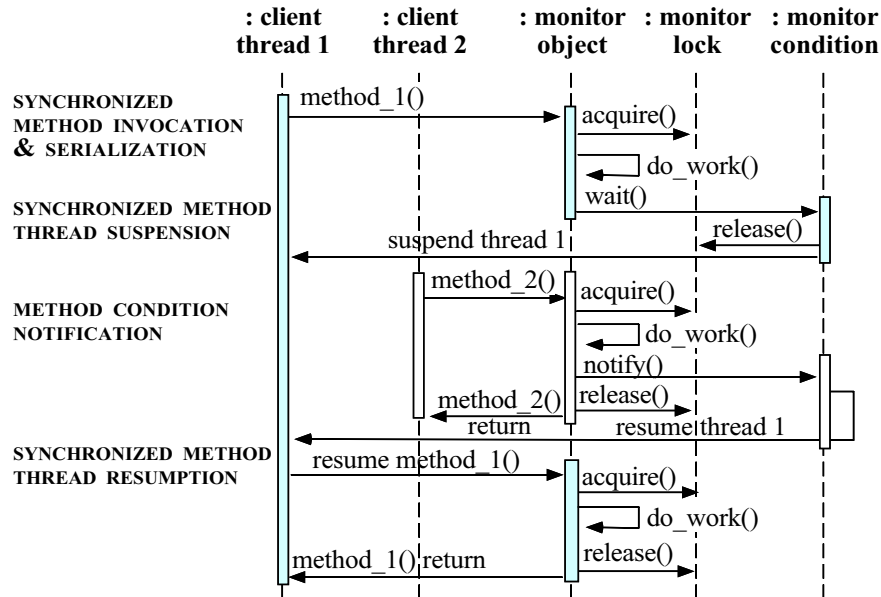 : client thread 1
: client thread 2
: monitor object
: monitor lock
: monitor condition
SYNCHRONIZED
METHOD INVOCATION
& SERIALIZATION
method_1()
acquire()
do_work()
SYNCHRONIZED METHOD
THREAD SUSPENSION
wait()
release()
suspend thread 1
METHOD CONDITION
NOTIFICATION
method_2()
acquire()
do_work()
notify()
method_2()
return
release()
resume thread 1
SYNCHRONIZED METHOD
THREAD RESUMPTION
resume method_1()
acquire()
do_work()
release()
method_1() return